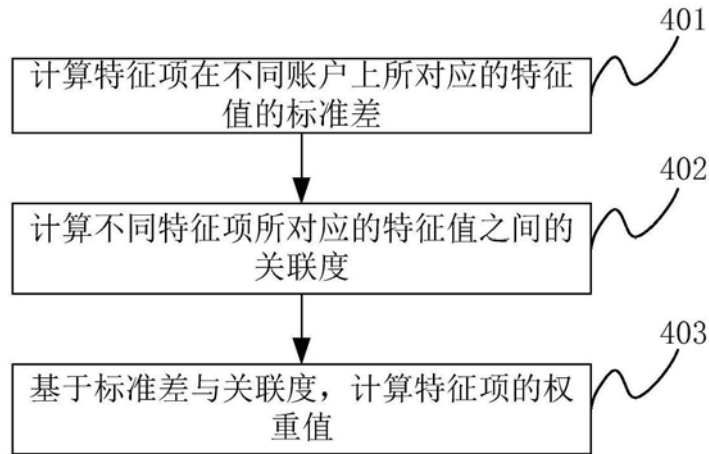 401
计算特征项在不同账户上所对应的特征
值的标准差
402
计算不同特征项所对应的特征值之间的
关联度
403
基于标准差与关联度，计算特征项的权
重值